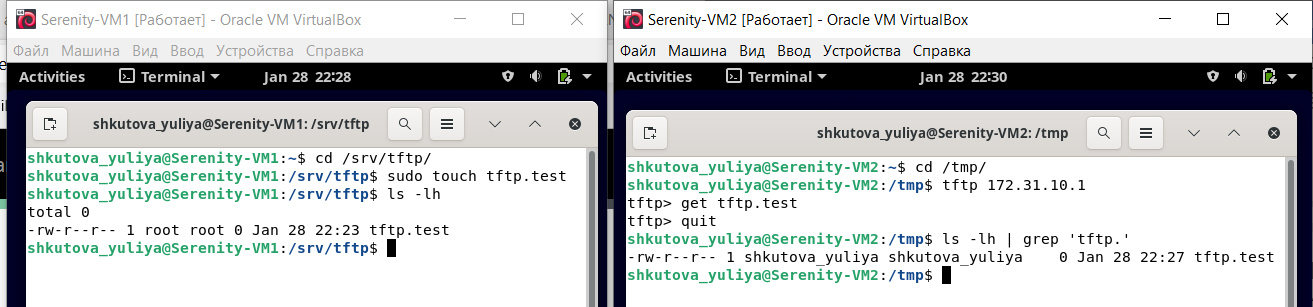 Serenity-VM1 [Работает] - Oracle VM VirtualBox
Файл Машина Вид Ввод Устройства Справка
Activities Terminal Jan 28 22:28
shkutova_yuliya@Serenity-VM1: /srv/tftp
shkutova_yuliya@Serenity-VM1:~$ cd /srv/tftp/
shkutova_yuliya@Serenity-VM1:/srv/tftp$ sudo touch tftp.test
shkutova_yuliya@Serenity-VM1:/srv/tftp$ ls -lh
total 0
-rw-r--r-- 1 root root 0 Jan 28 22:23 tftp.test
shkutova_yuliya@Serenity-VM1:/srv/tftp$
Serenity-VM2 [Работает] - Oracle VM VirtualBox
Файл Машина Вид Ввод Устройства Справка
Activities Terminal Jan 28 22:30
shkutova_yuliya@Serenity-VM2: /tmp
shkutova_yuliya@Serenity-VM2:~$ cd /tmp/
shkutova_yuliya@Serenity-VM2:/tmp$ tftp 172.31.10.1
tftp> get tftp.test
tftp> quit
shkutova_yuliya@Serenity-VM2:/tmp$ ls -lh | grep 'tftp.'
-rw-r--r-- 1 shkutova_yuliya shkutova_yuliya    0 Jan 28 22:27 tftp.test
shkutova_yuliya@Serenity-VM2:/tmp$